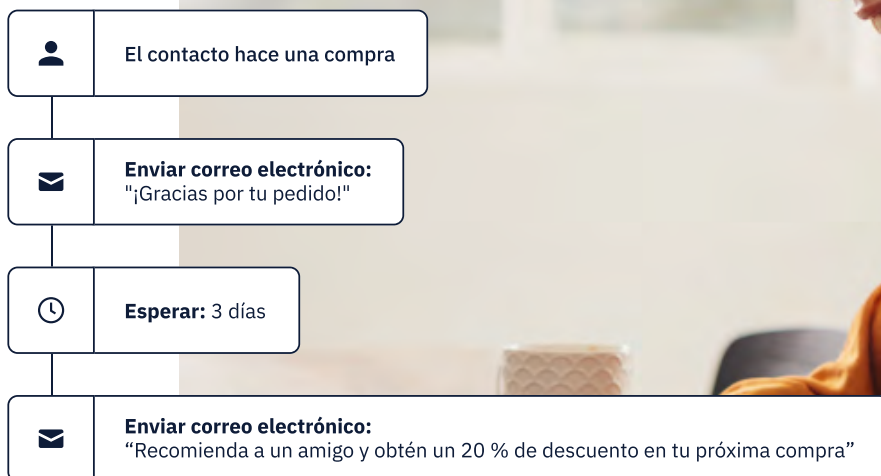 El contacto hace una compra
Enviar correo electrónico:
"¡Gracias por tu pedido!"
Esperar: 3 días
Enviar correo electrónico:
“Recomienda a un amigo y obtén un 20 % de descuento en tu próxima compra”